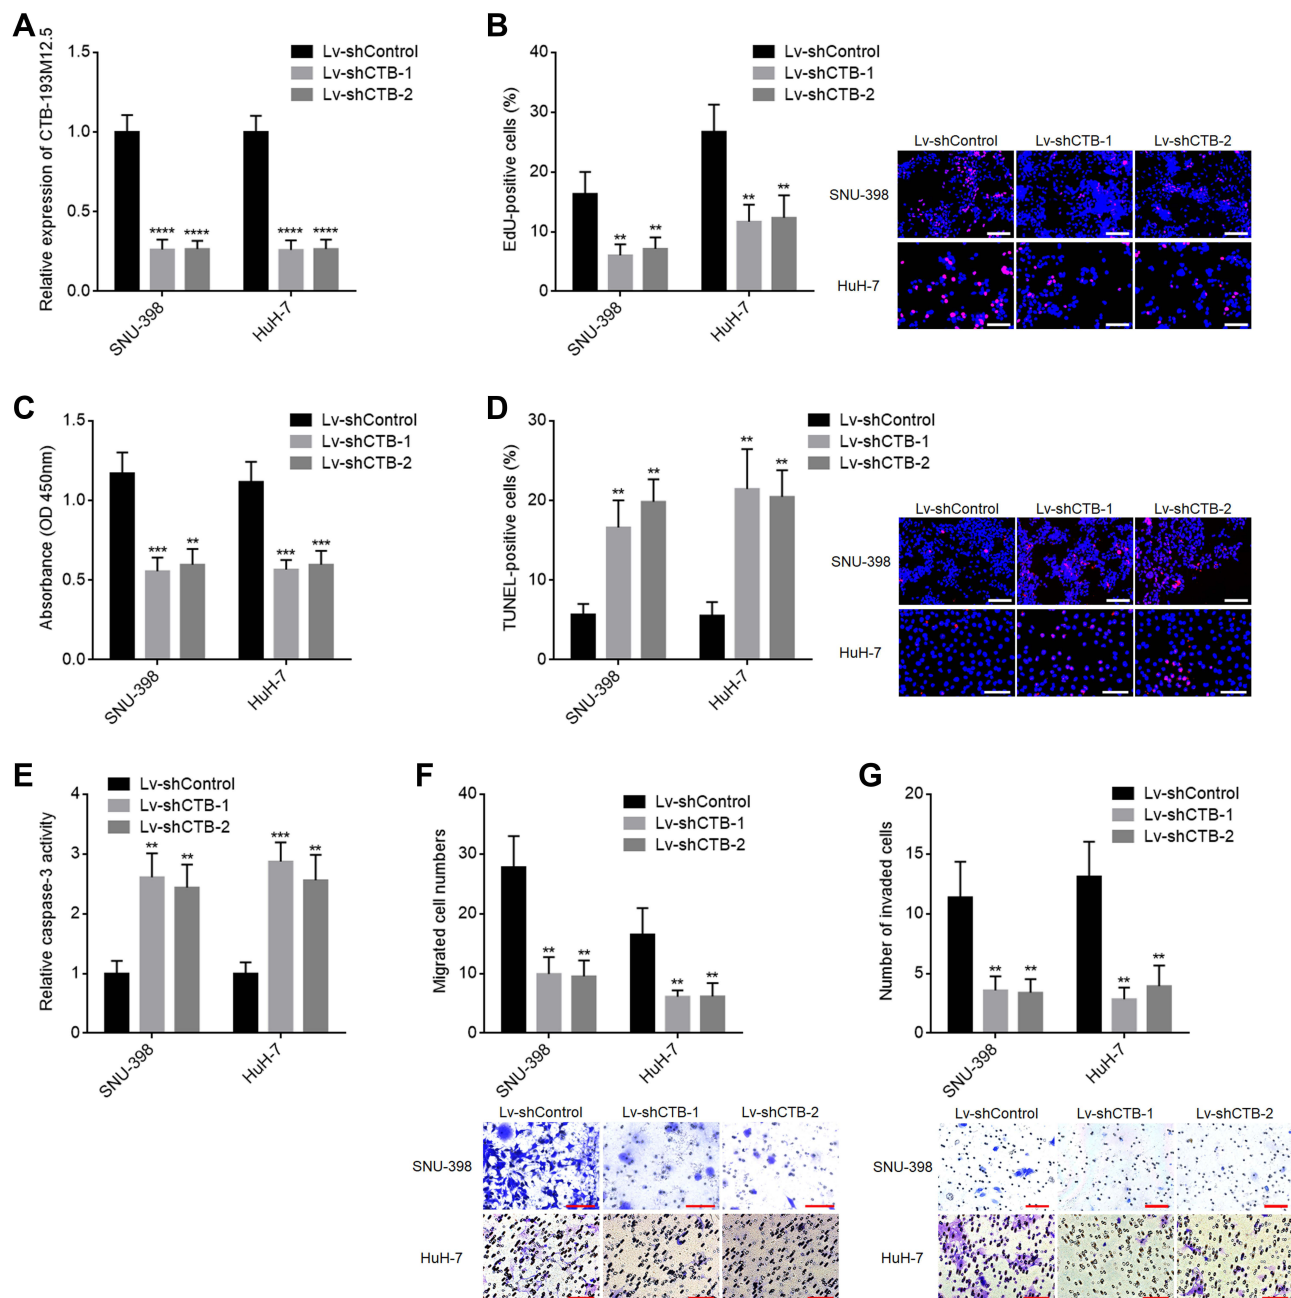 A
Relative expression of CTB-193M12.5
1.5
1.0
0.5
0.0
Lv-shControl
Lv-shCTB-1
Lv-shCTB-2
**** ****
**** ****
SNU-398
HuH-7
B
EdU-positive cells (%)
40
30
20
10
0
Lv-shControl
Lv-shCTB-1
Lv-shCTB-2
** **
** **
SNU-398
HuH-7
Lv-shControl Lv-shCTB-1 Lv-shCTB-2
SNU-398
HuH-7
C
Absorbance (OD 450nm)
1.5
1.0
0.5
0.0
Lv-shControl
Lv-shCTB-1
Lv-shCTB-2
*** **
*** ***
SNU-398
HuH-7
D
TUNEL-positive cells (%)
30
20
10
0
Lv-shControl
Lv-shCTB-1
Lv-shCTB-2
** **
** **
SNU-398
HuH-7
Lv-shControl Lv-shCTB-1 Lv-shCTB-2
SNU-398
HuH-7
E
Relative caspase-3 activity
4
3
2
1
0
Lv-shControl
Lv-shCTB-1
Lv-shCTB-2
** **
*** **
SNU-398
HuH-7
F
Migrated cell numbers
40
30
20
10
0
Lv-shControl
Lv-shCTB-1
Lv-shCTB-2
** **
** **
SNU-398
HuH-7
Lv-shControl Lv-shCTB-1 Lv-shCTB-2
SNU-398
HuH-7
G
Number of invaded cells
20
15
10
5
0
Lv-shControl
Lv-shCTB-1
Lv-shCTB-2
** **
** **
SNU-398
HuH-7
Lv-shControl Lv-shCTB-1 Lv-shCTB-2
SNU-398
HuH-7